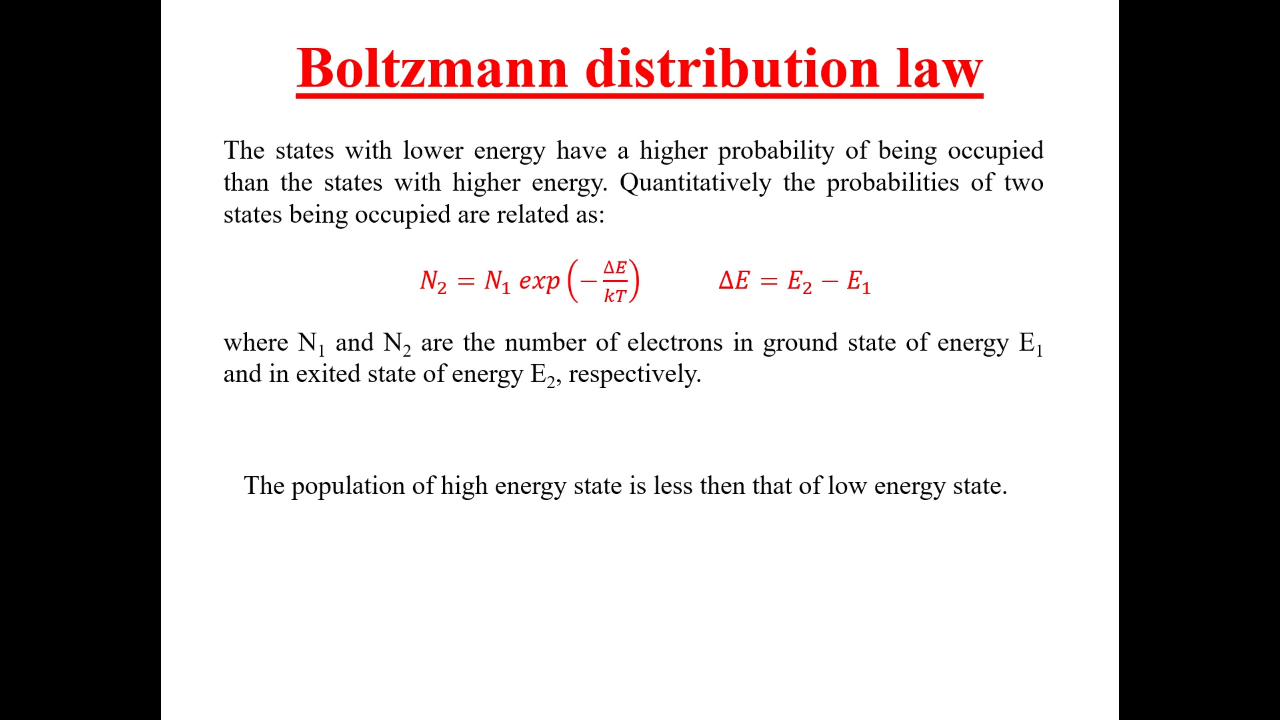 Boltzmann distribution law
The states with lower energy have a higher probability of being occupied
than the states with higher energy. Quantitatively the probabilities of two
states being occupied are related as:
N₂ = N₁ exp(−ΔE/kT) ΔE = E₂ − E₁
where N₁ and N₂ are the number of electrons in ground state of energy E₁
and in exited state of energy E₂, respectively.
The population of high energy state is less then that of low energy state.